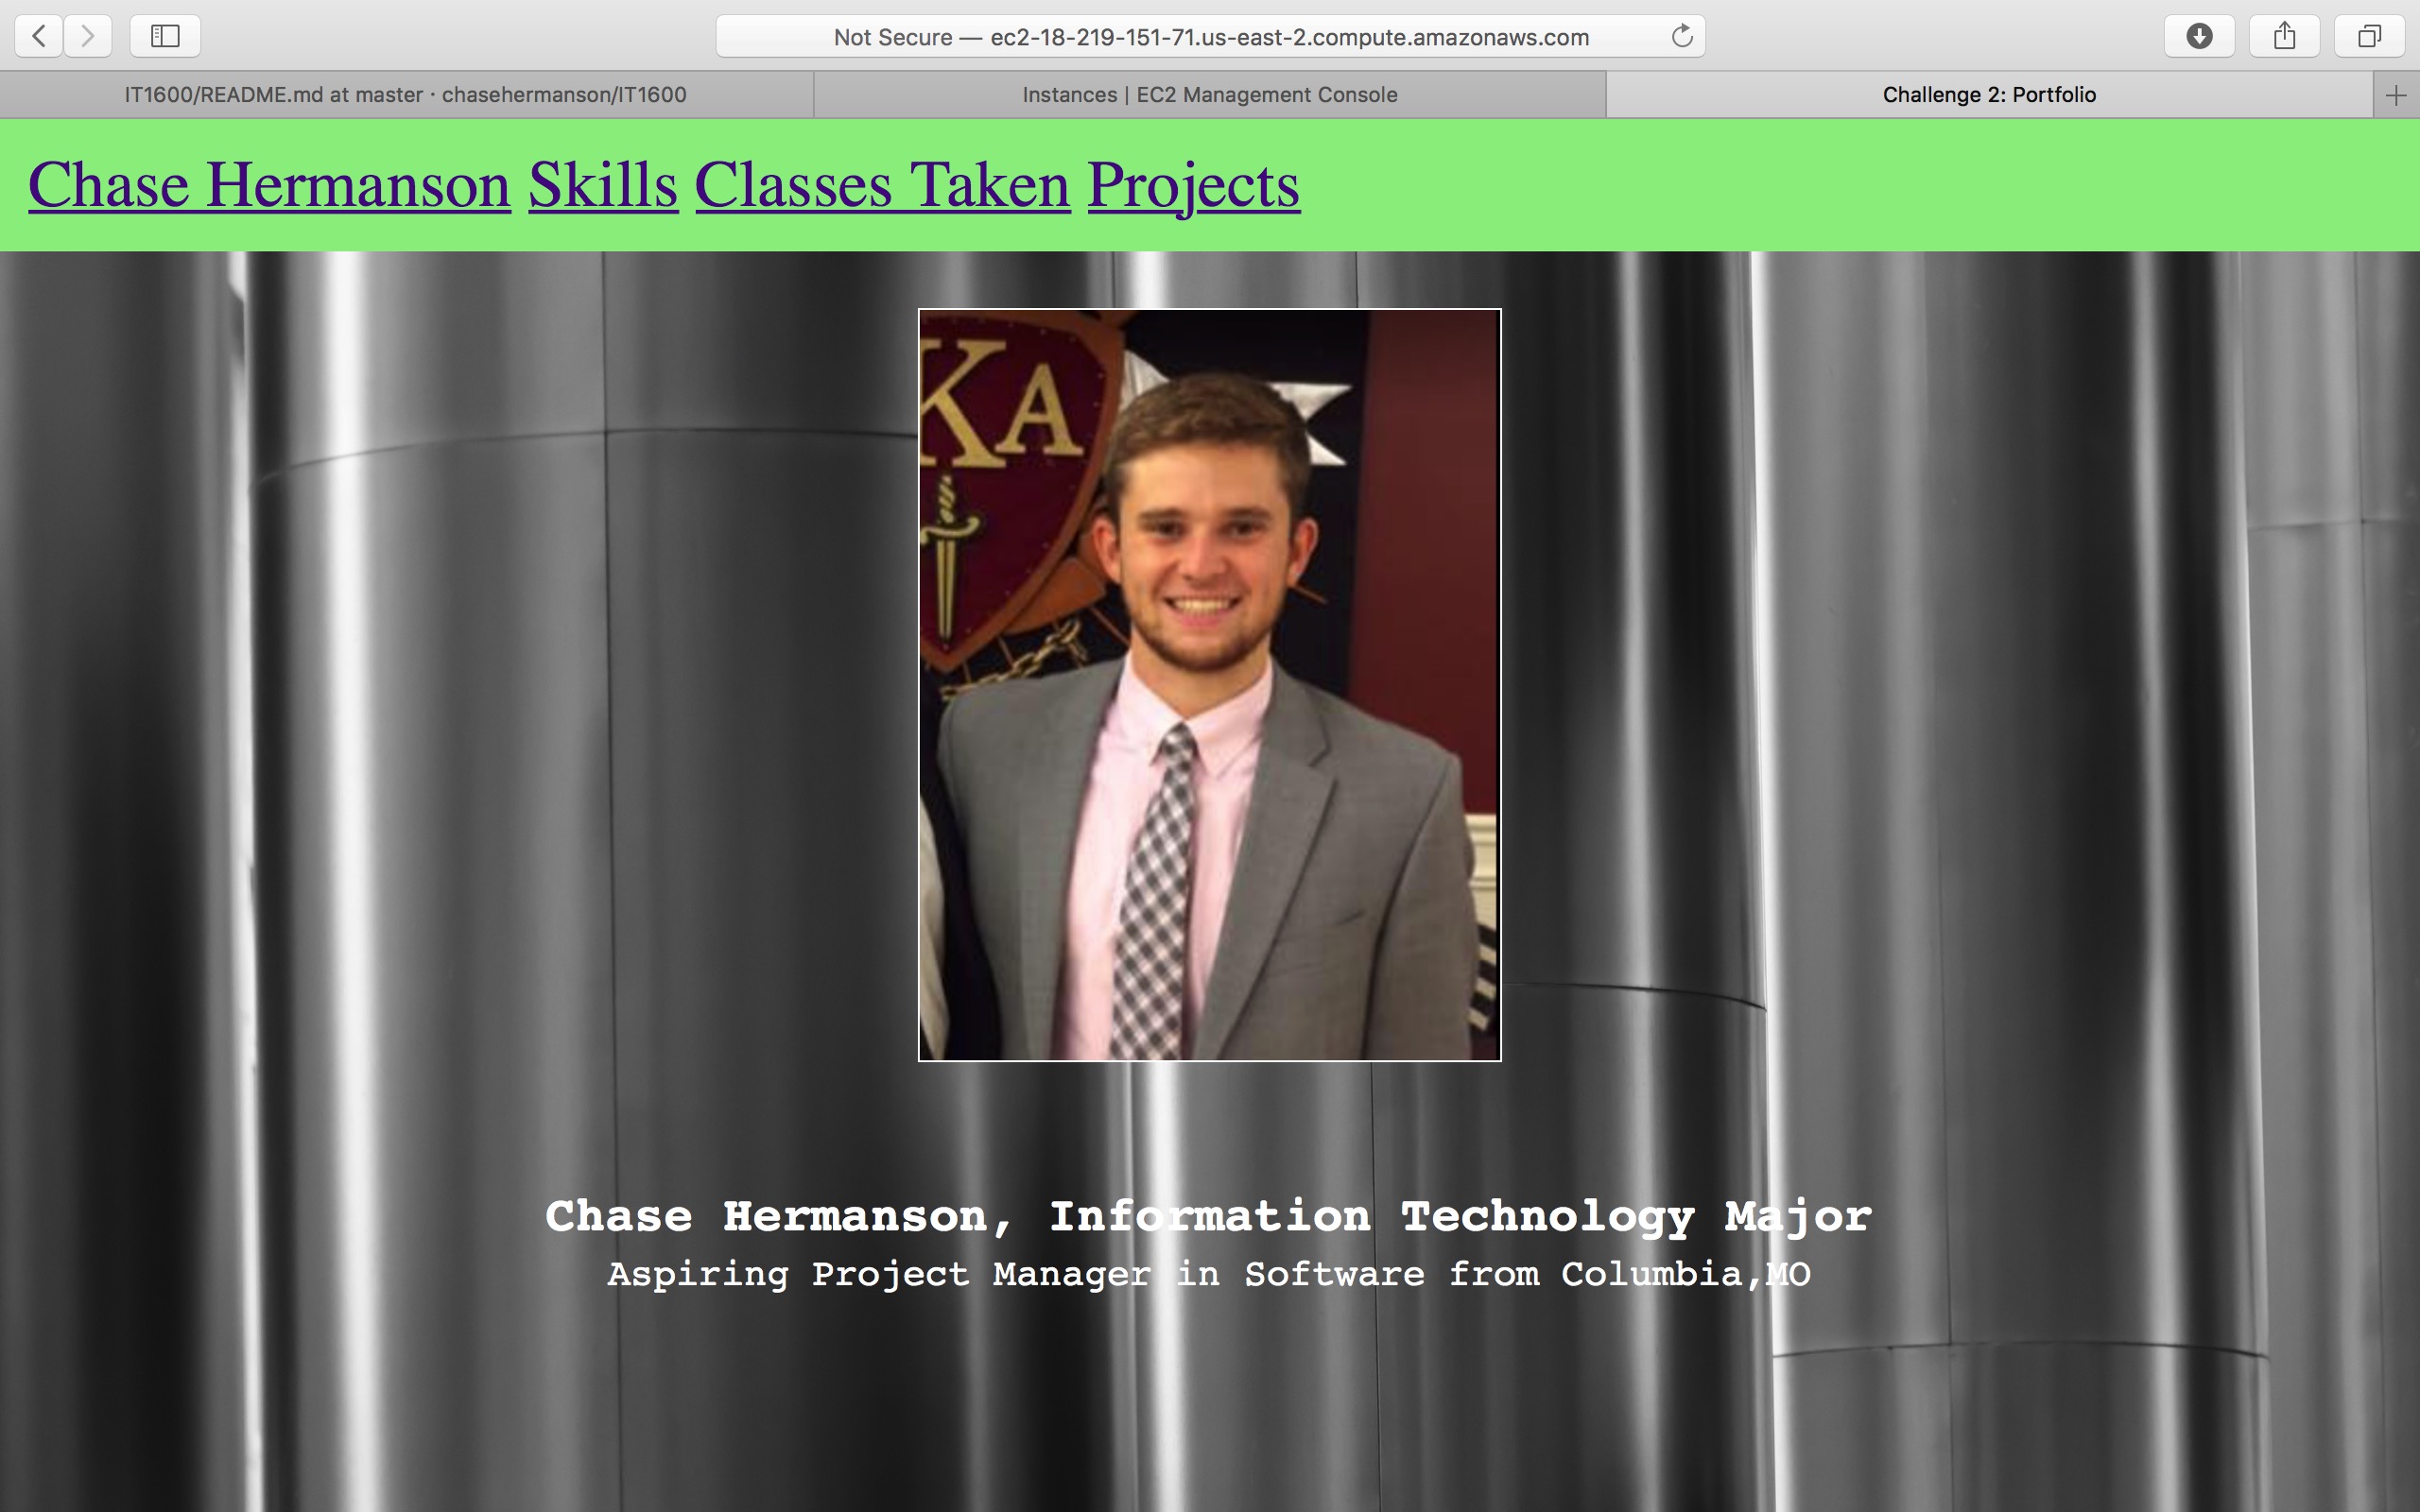 Not Secure — ec2-18-219-151-71.us-east-2.compute.amazonaws.com
IT1600/README.md at master · chasehermanson/IT1600
Instances | EC2 Management Console
Challenge 2: Portfolio
Chase Hermanson Skills Classes Taken Projects
KA
Chase Hermanson, Information Technology Major
Aspiring Project Manager in Software from Columbia,MO